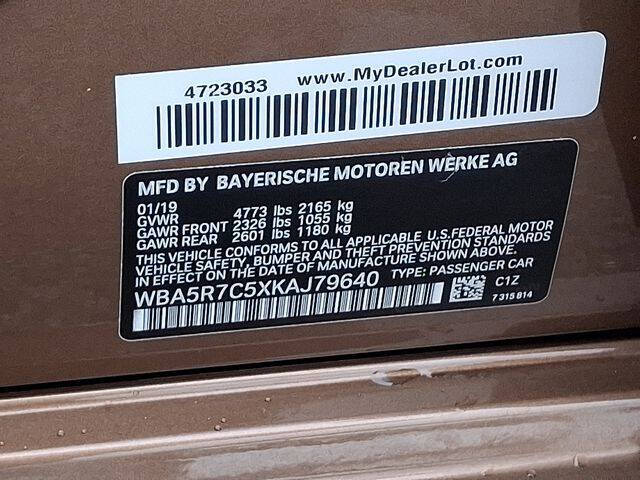 4723033 www.MyDealerLot.com
MFD BY BAYERISCHE MOTOREN WERKE AG
01/19
GVWR 4773 lbs 2165 kg
GAWR FRONT 2326 lbs 1055 kg
GAWR REAR 2601 lbs 1180 kg
THIS VEHICLE CONFORMS TO ALL APPLICABLE U.S.FEDERAL MOTOR
VEHICLE SAFETY, BUMPER AND THEFT PREVENTION STANDARDS
IN EFFECT ON THE DATE OF MANUFACTURE SHOWN ABOVE.
WBA5R7C5XKAJ79640 TYPE: PASSENGER CAR
C1Z
7 315 814